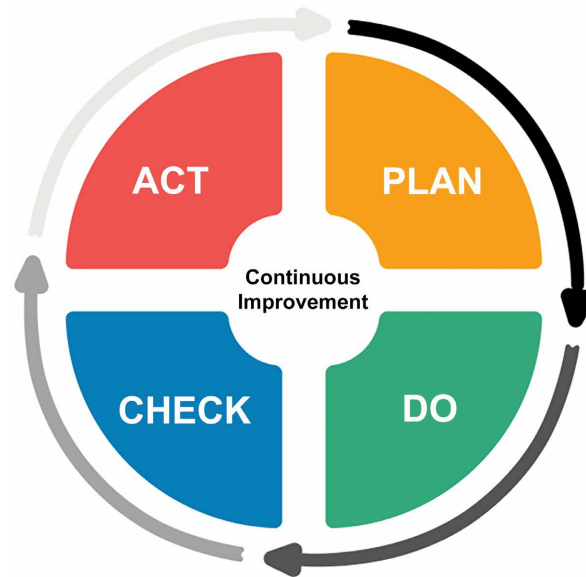 ACT
PLAN
Continuous
Improvement
CHECK
DO